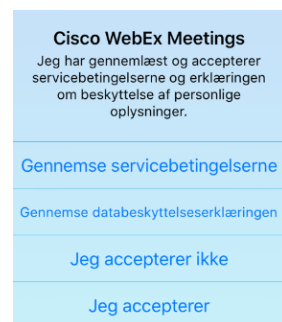 Cisco WebEx Meetings
Jeg har gennemlæst og accepterer
servicebetingelserne og erklæringen
om beskyttelse af personlige
oplysninger.
Gennemse servicebetingelserne
Gennemse databeskyttelseserklæringen
Jeg accepterer ikke
Jeg accepterer